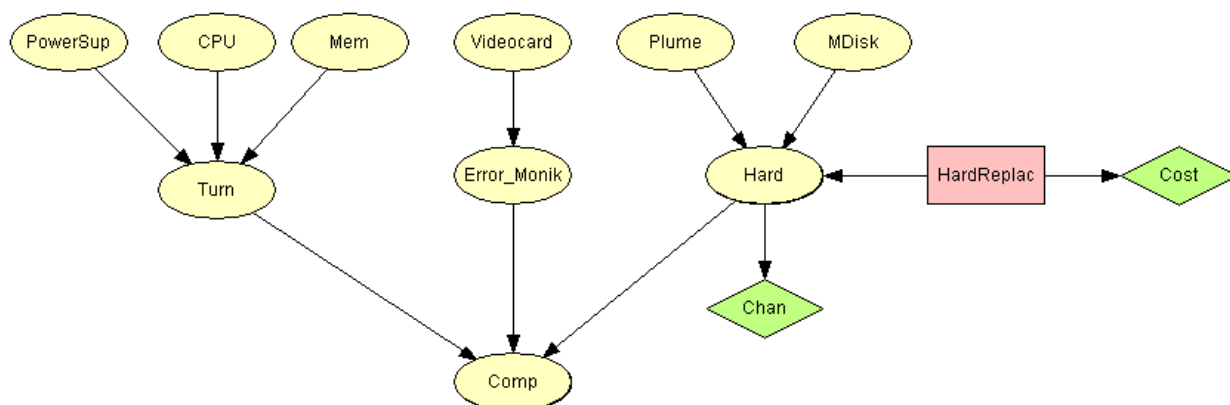 PowerSup
CPU
Mem
Videocard
Plume
MDisk
Turn
Error_Monik
Hard
HardReplac
Cost
Chan
Comp